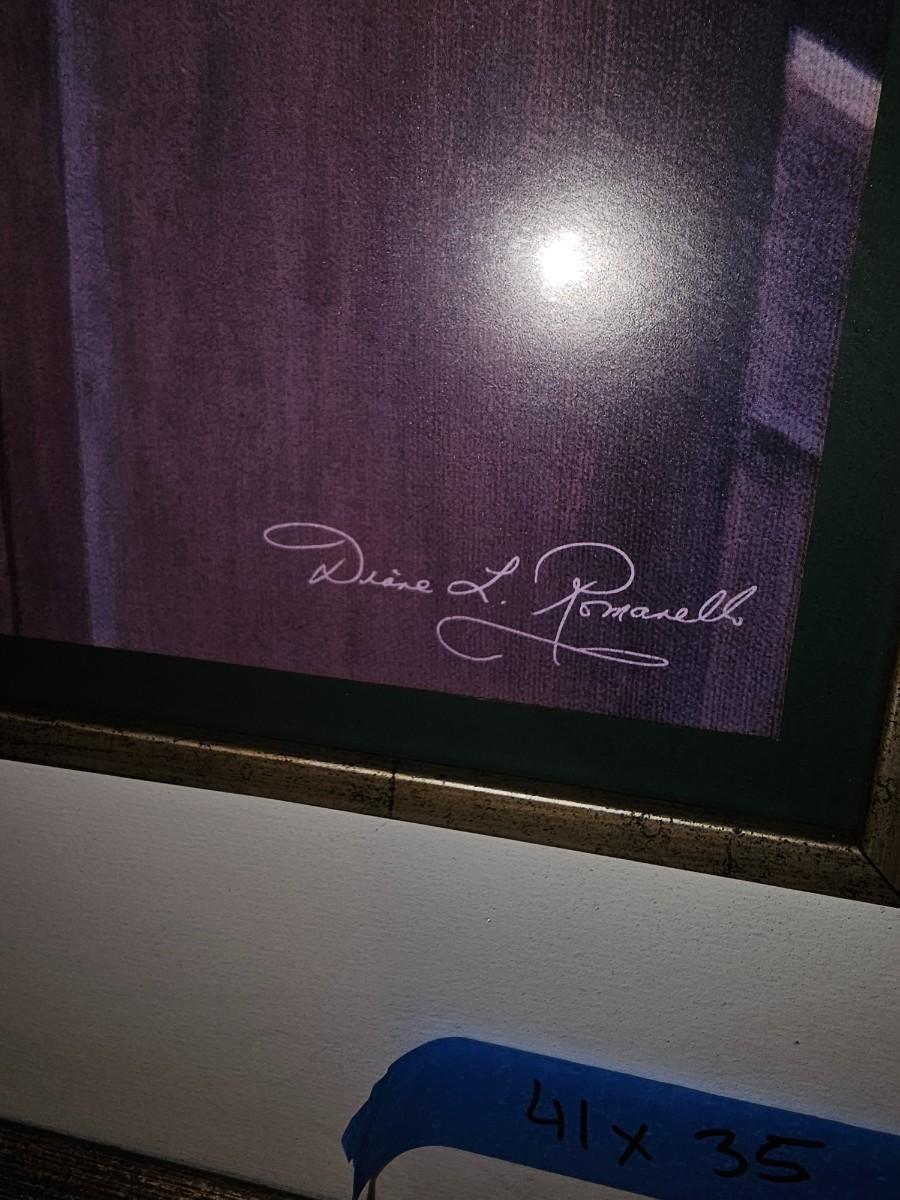 Diane L. Romanello
41 x 35